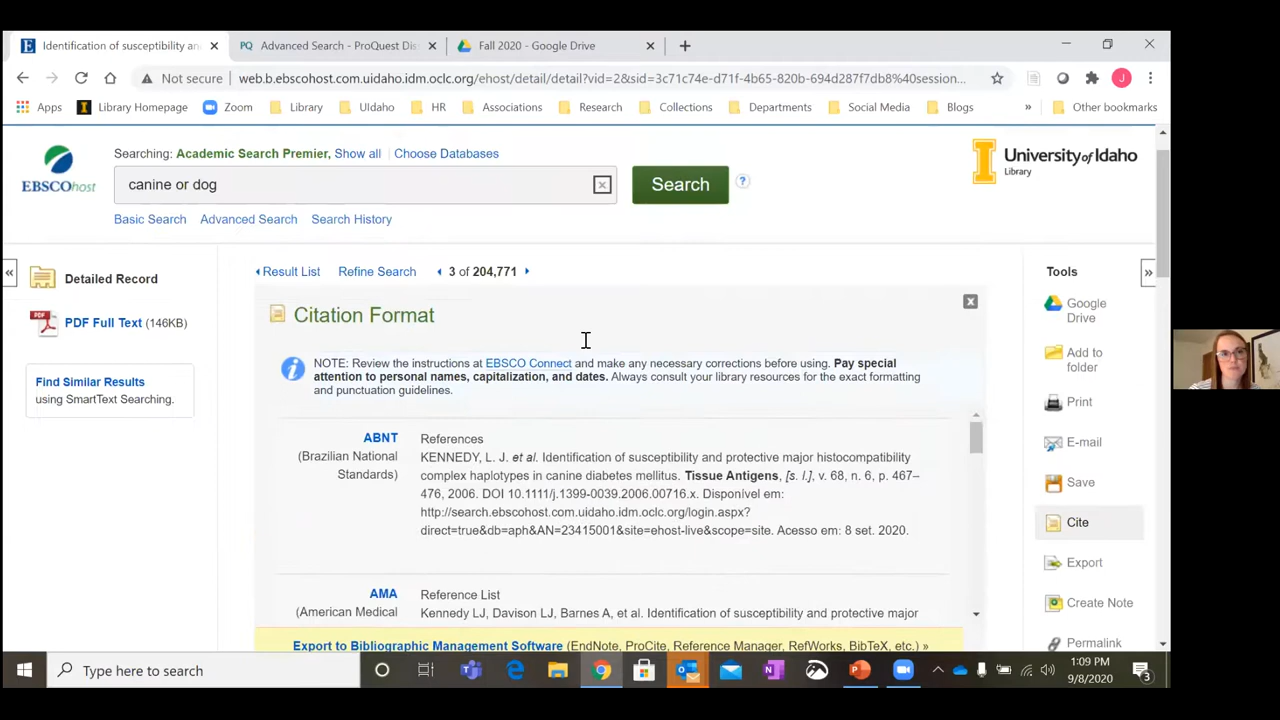 Identification of susceptibility an
PQ Advanced Search - ProQuest Dis
Fall 2020 - Google Drive
Not secure
web.b.ebscohost.com.uidaho.idm.oclc.org/ehost/detail/detail?vid=2&sid=3c71c74e-d71f-4b65-820b-694d287f7db8%40session...
J
Apps
Library Homepage
Zoom
Library
UIdaho
HR
Associations
Research
Collections
Departments
Social Media
Blogs
»
Other bookmarks
EBSCOhost
Searching: Academic Search Premier, Show all Choose Databases
canine or dog
Search
?
Basic Search Advanced Search Search History
University of Idaho
Library
Detailed Record
PDF Full Text (146KB)
Find Similar Results
using SmartText Searching.
Result List Refine Search 3 of 204,771
Citation Format
NOTE: Review the instructions at EBSCO Connect and make any necessary corrections before using. Pay special
attention to personal names, capitalization, and dates. Always consult your library resources for the exact formatting
and punctuation guidelines.
ABNT
(Brazilian National
Standards)
References
KENNEDY, L. J. et al. Identification of susceptibility and protective major histocompatibility
complex haplotypes in canine diabetes mellitus. Tissue Antigens, [s. l.], v. 68, n. 6, p. 467–
476, 2006. DOI 10.1111/j.1399-0039.2006.00716.x. Disponível em:
http://search.ebscohost.com.uidaho.idm.oclc.org/login.aspx?
direct=true&db=aph&AN=23415001&site=ehost-live&scope=site. Acesso em: 8 set. 2020.
AMA
(American Medical
Reference List
Kennedy LJ, Davison LJ, Barnes A, et al. Identification of susceptibility and protective major
Export to Bibliographic Management Software (EndNote, ProCite, Reference Manager, RefWorks, BibTeX, etc.) »
Tools
Google
Drive
Add to
folder
Print
E-mail
Save
Cite
Export
Create Note
Permalink
Type here to search
1:09 PM
9/8/2020
3